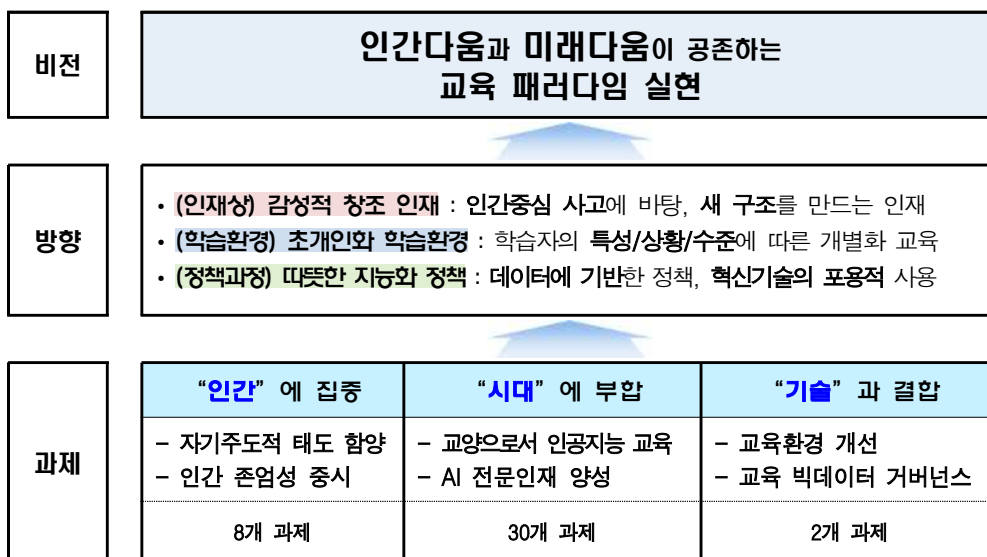 비전
인간다움과 미래다움이 공존하는
교육 패러다임 실현
방향
• (인재상) 감성적 창조 인재 : 인간중심 사고에 바탕, 새 구조를 만드는 인재
• (학습환경) 초개인화 학습환경 : 학습자의 특성/상황/수준에 따른 개별화 교육
• (정책과정) 따뜻한 지능화 정책 : 데이터에 기반한 정책, 혁신기술의 포용적 사용
과제
“인간” 에 집중
“시대” 에 부합
“기술” 과 결합
– 자기주도적 태도 함양
– 인간 존엄성 중시
– 교양으로서 인공지능 교육
– AI 전문인재 양성
– 교육환경 개선
– 교육 빅데이터 거버넌스
8개 과제
30개 과제
2개 과제